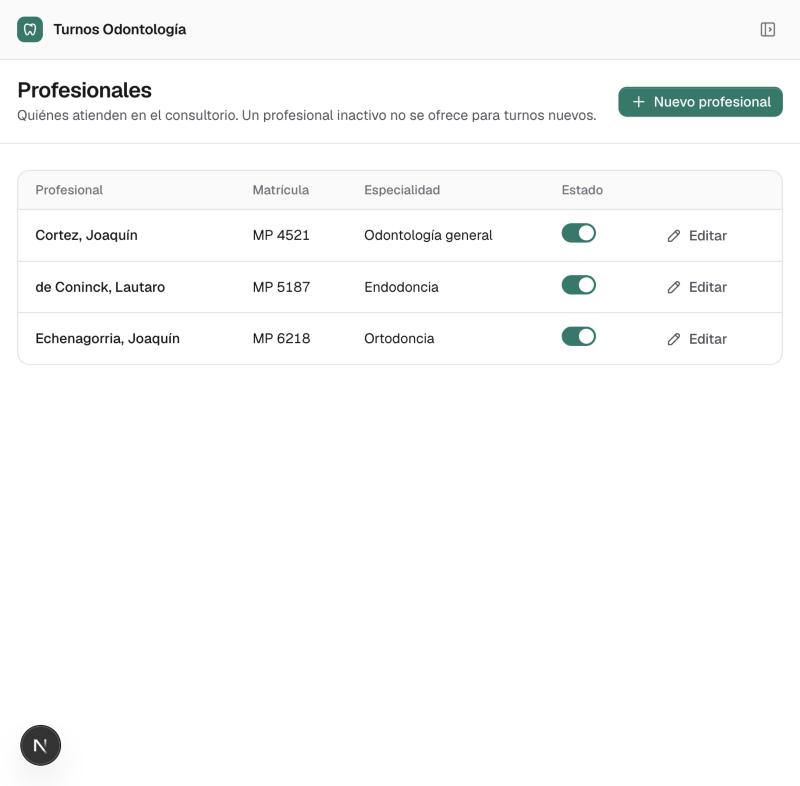 Turnos Odontología
Profesionales
Quiénes atienden en el consultorio. Un profesional inactivo no se ofrece para turnos nuevos.
Nuevo profesional
Profesional Matrícula Especialidad Estado
Cortez, Joaquín MP 4521 Odontología general Editar
de Coninck, Lautaro MP 5187 Endodoncia Editar
Echenagorria, Joaquín MP 6218 Ortodoncia Editar
N